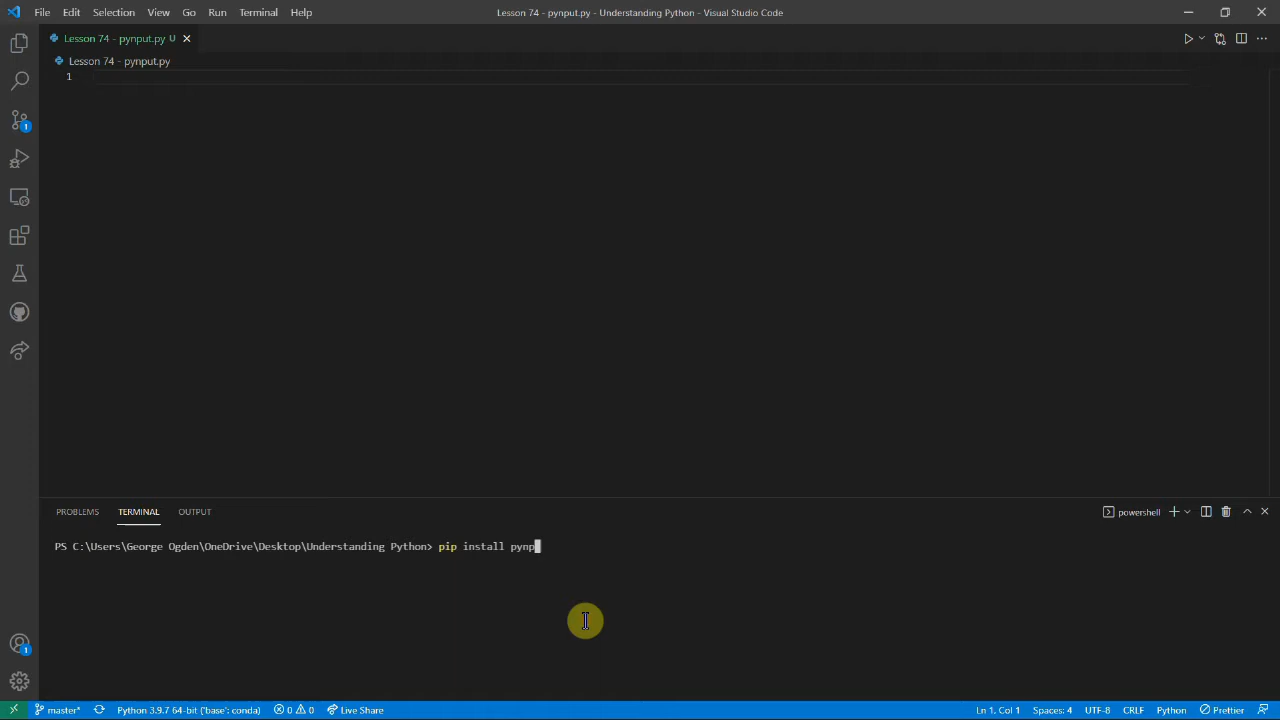 File Edit Selection View Go Run Terminal Help
Lesson 74 - pynput.py - Understanding Python - Visual Studio Code
Lesson 74 - pynput.py U
Lesson 74 - pynput.py
1
1
1
PROBLEMS TERMINAL OUTPUT
powershell
PS C:\Users\George Ogden\OneDrive\Desktop\Understanding Python> pip install pynp
master* Python 3.9.7 64-bit ('base': conda) 0 0 Live Share
Ln 1, Col 1 Spaces: 4 UTF-8 CRLF Python Prettier